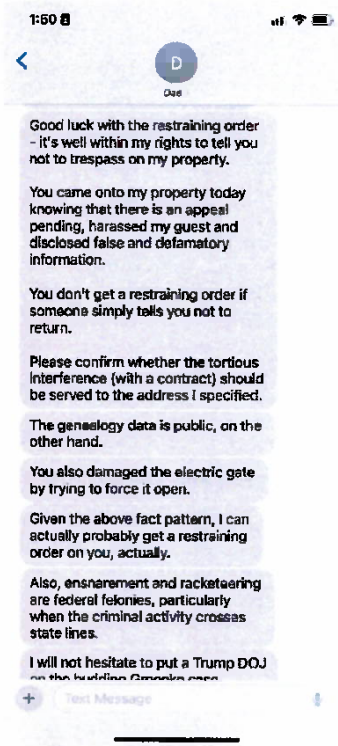 1:50
D
Dad
Good luck with the restraining order
- it's well within my rights to tell you
not to trespass on my property.
You came onto my property today
knowing that there is an appeal
pending, harassed my guest and
disclosed false and defamatory
information.
You don't get a restraining order if
someone simply tells you not to
return.
Please confirm whether the tortious
interference (with a contract) should
be served to the address I specified.
The genealogy data is public, on the
other hand.
You also damaged the electric gate
by trying to force it open.
Given the above fact pattern, I can
actually probably get a restraining
order on you, actually.
Also, ensnarement and racketeering
are federal felonies, particularly
when the criminal activity crosses
state lines.
I will not hesitate to put a Trump DOJ
on the budding
case
Text Message